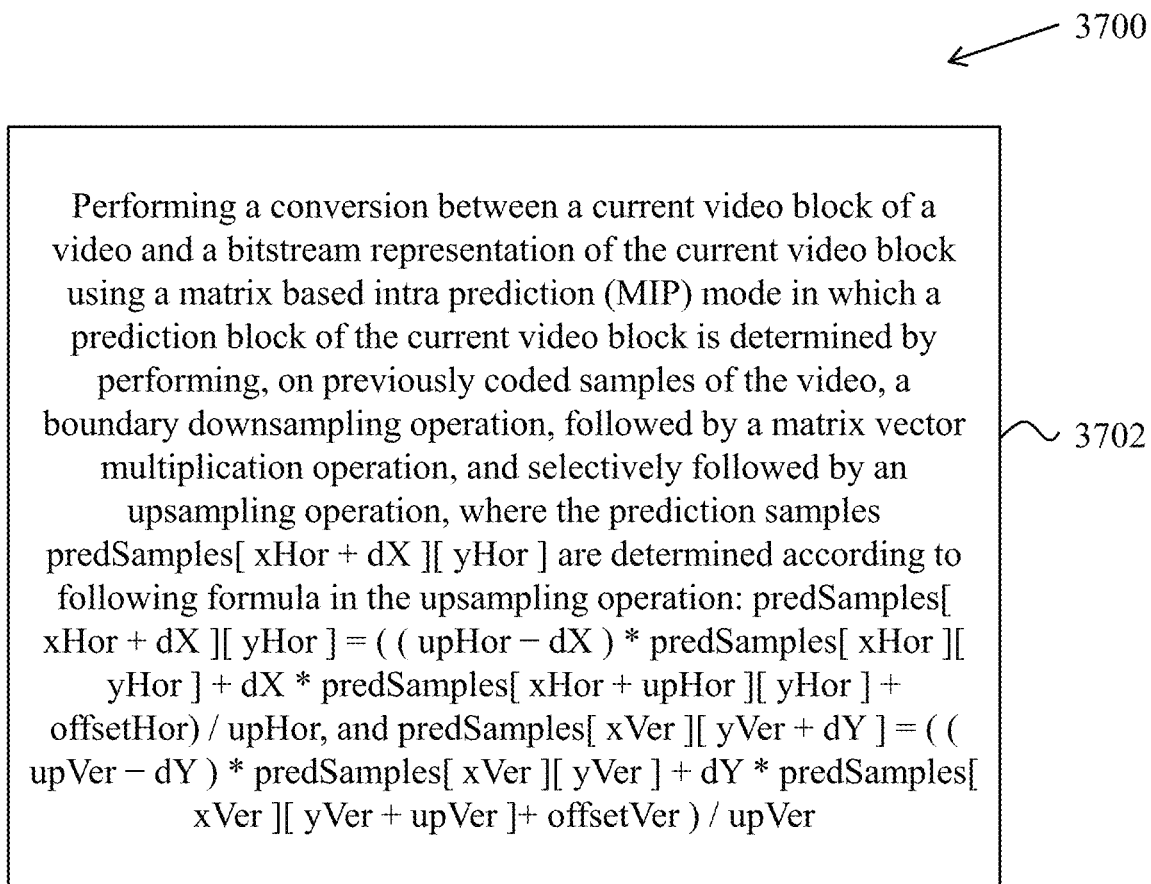 3700
Performing a conversion between a current video block of a
video and a bitstream representation of the current video block
using a matrix based intra prediction (MIP) mode in which a
prediction block of the current video block is determined by
performing, on previously coded samples of the video, a
boundary downsampling operation, followed by a matrix vector
multiplication operation, and selectively followed by an
upsampling operation, where the prediction samples
predSamples[ xHor + dX ][ yHor ] are determined according to
following formula in the upsampling operation: predSamples[
xHor + dX ][ yHor ] = ( ( upHor − dX ) * predSamples[ xHor ][
yHor ] + dX * predSamples[ xHor + upHor ][ yHor ] +
offsetHor) / upHor, and predSamples[ xVer ][ yVer + dY ] = ( (
upVer − dY ) * predSamples[ xVer ][ yVer ] + dY * predSamples[
xVer ][ yVer + upVer ]+ offsetVer ) / upVer
3702